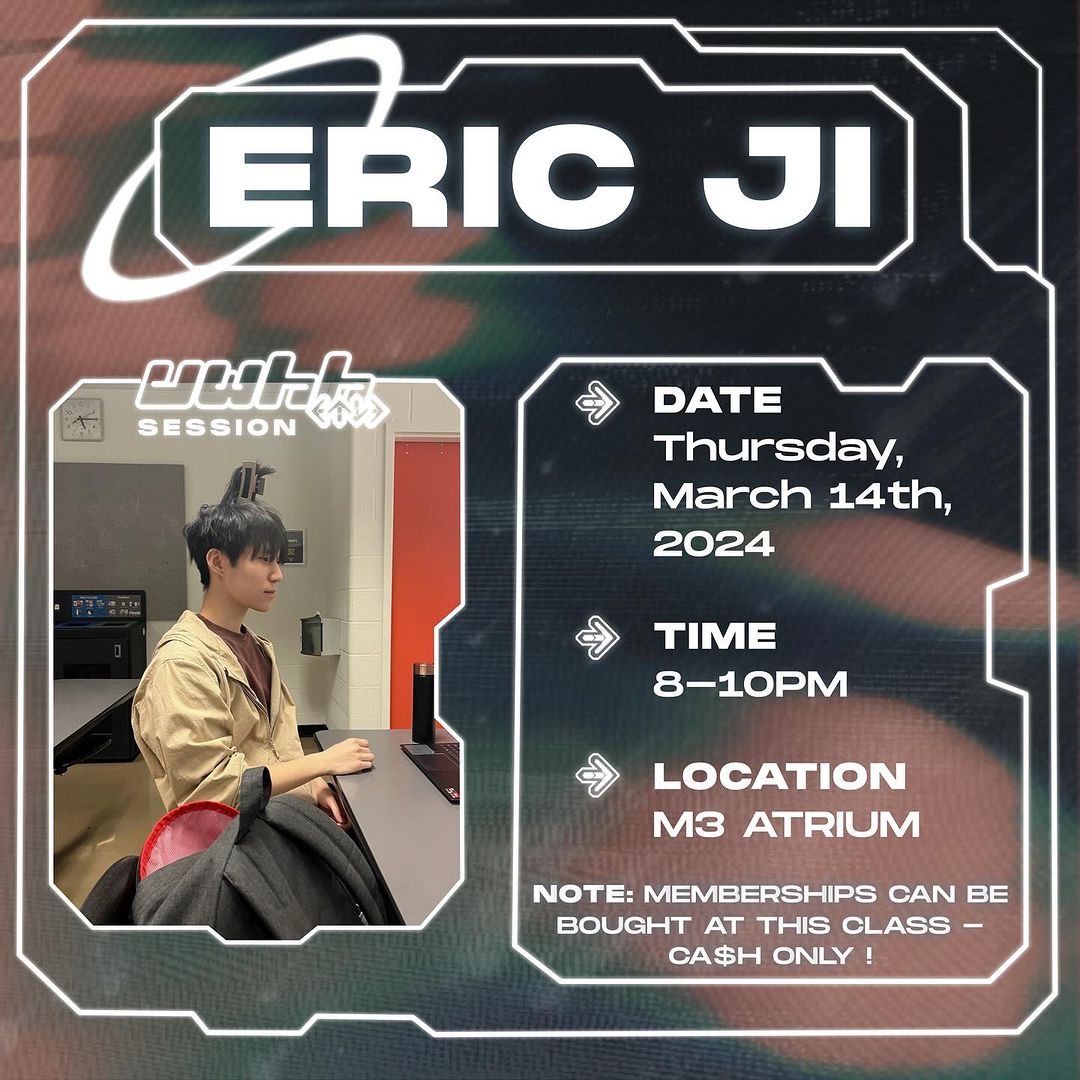 ERIC JI
uwhh
SESSION
DATE
Thursday,
March 14th,
2024
TIME
8–10PM
LOCATION
M3 ATRIUM
NOTE: MEMBERSHIPS CAN BE
BOUGHT AT THIS CLASS –
CA$H ONLY !